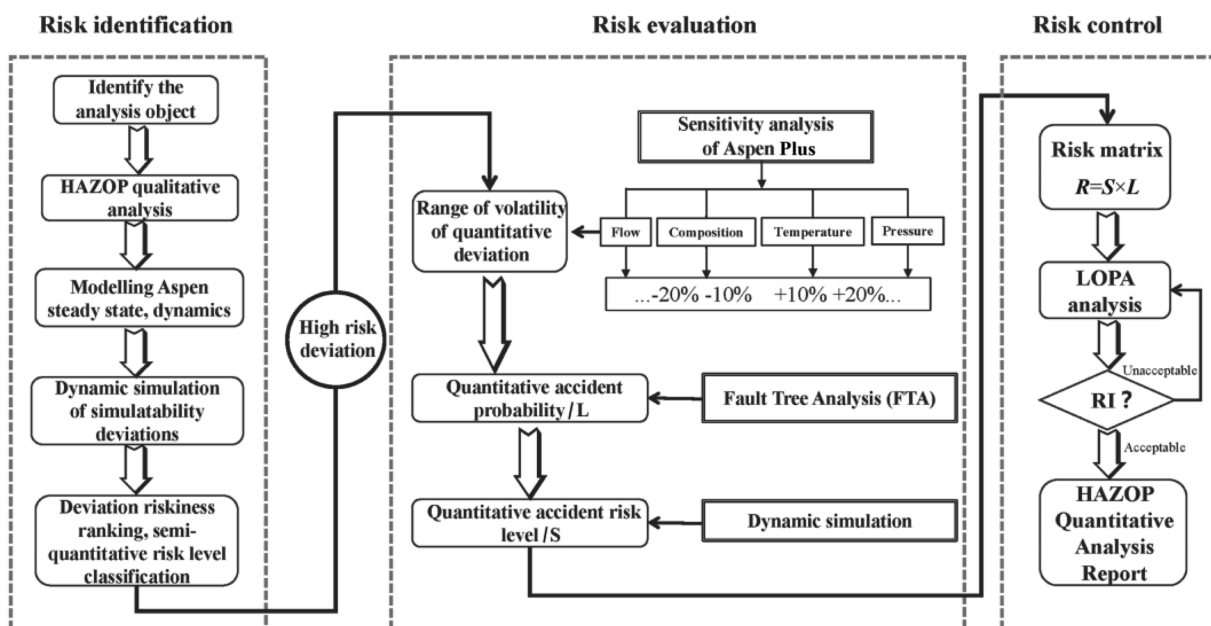 Risk identification
Identify the
analysis object
HAZOP qualitative
analysis
Modelling Aspen
steady state, dynamics
Dynamic simulation
of simulatability
deviations
Deviation riskiness
ranking, semi-
quantitative risk level
classification
High risk
deviation
Risk evaluation
Sensitivity analysis
of Aspen Plus
Range of volatility
of quantitative
deviation
Flow
Composition
Temperature
Pressure
...-20% -10% +10% +20%...
Quantitative accident
probability/L
Fault Tree Analysis (FTA)
Quantitative accident risk
level/S
Dynamic simulation
Risk control
Risk matrix
R=S×L
LOPA
analysis
Unacceptable
RI?
Acceptable
HAZOP
Quantitative
Analysis
Report